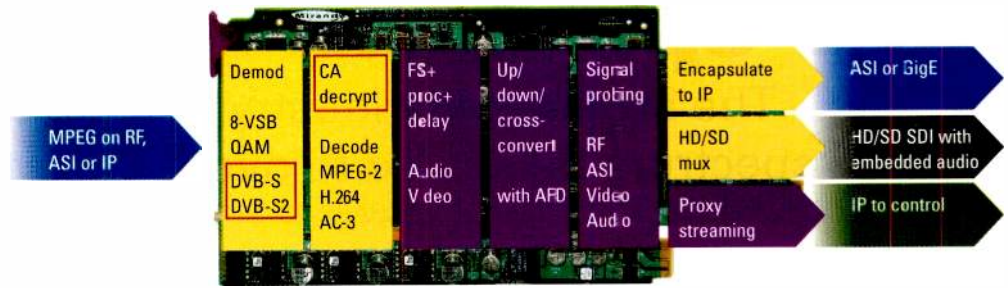 Miranda
MPEG on RF,
ASI or IP
Demod
8-VSB
QAM
DVB-S
DVB-S2
CA
decrypt
Decode
MPEG-2
H.264
AC-3
FS+
proc+
delay
Audio
Video
Up/
down/
cross-
convert
with AFD
Signal
probing
RF
ASI
Video
Audio
Encapsulate
to IP
HD/SD
mux
Proxy
streaming
ASI or GigE
HD/SD SDI with
embedded audio
IP to control